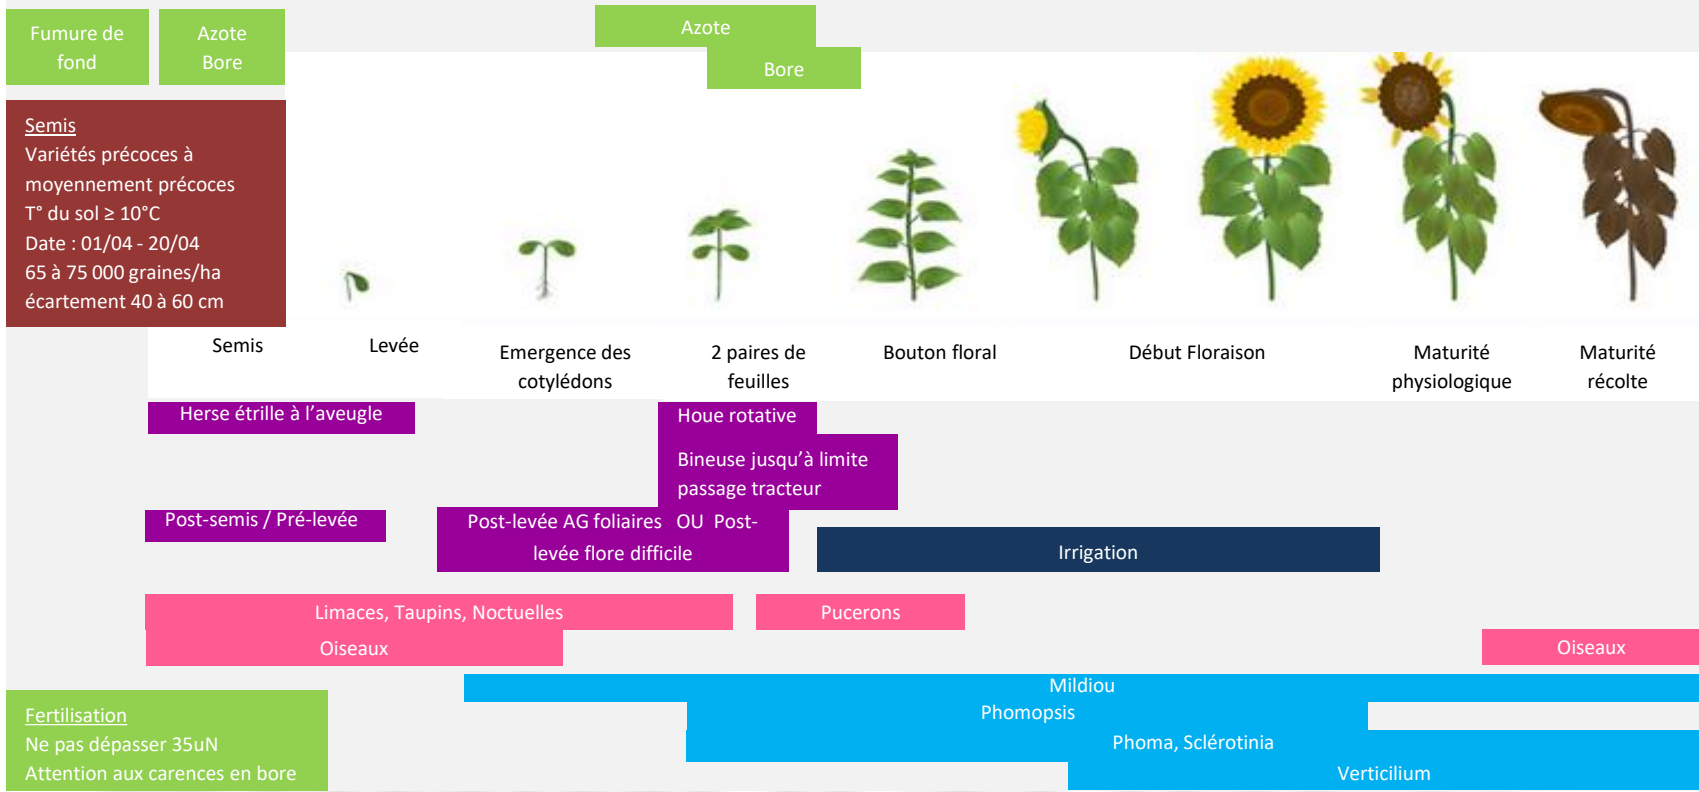 Fumure de
fond
Azote
Bore
Azote
Bore
Semis
Variétés précoces à
moyennement précoces
T° du sol ≥ 10°C
Date : 01/04 - 20/04
65 à 75 000 graines/ha
écartement 40 à 60 cm
Semis
Levée
Emergence des
cotylédons
2 paires de
feuilles
Bouton floral
Début Floraison
Maturité
physiologique
Maturité
récolte
Herse étrille à l’aveugle
Houe rotative
Bineuse jusqu’à limite
passage tracteur
Post-semis / Pré-levée
Post-levée AG foliaires OU Post-
levée flore difficile
Irrigation
Limaces, Taupins, Noctuelles
Pucerons
Oiseaux
Oiseaux
Mildiou
Phomopsis
Phoma, Sclérotinia
Verticilium
Fertilisation
Ne pas dépasser 35uN
Attention aux carences en bore